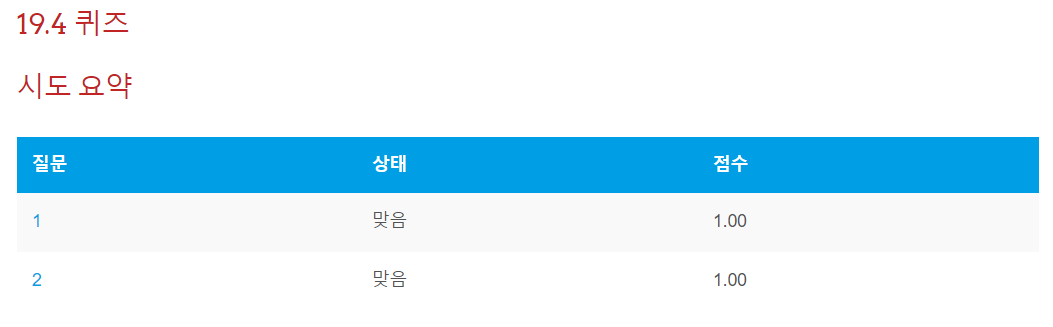 19.4 퀴즈
시도 요약
질문 상태 점수
1 맞음 1.00
2 맞음 1.00